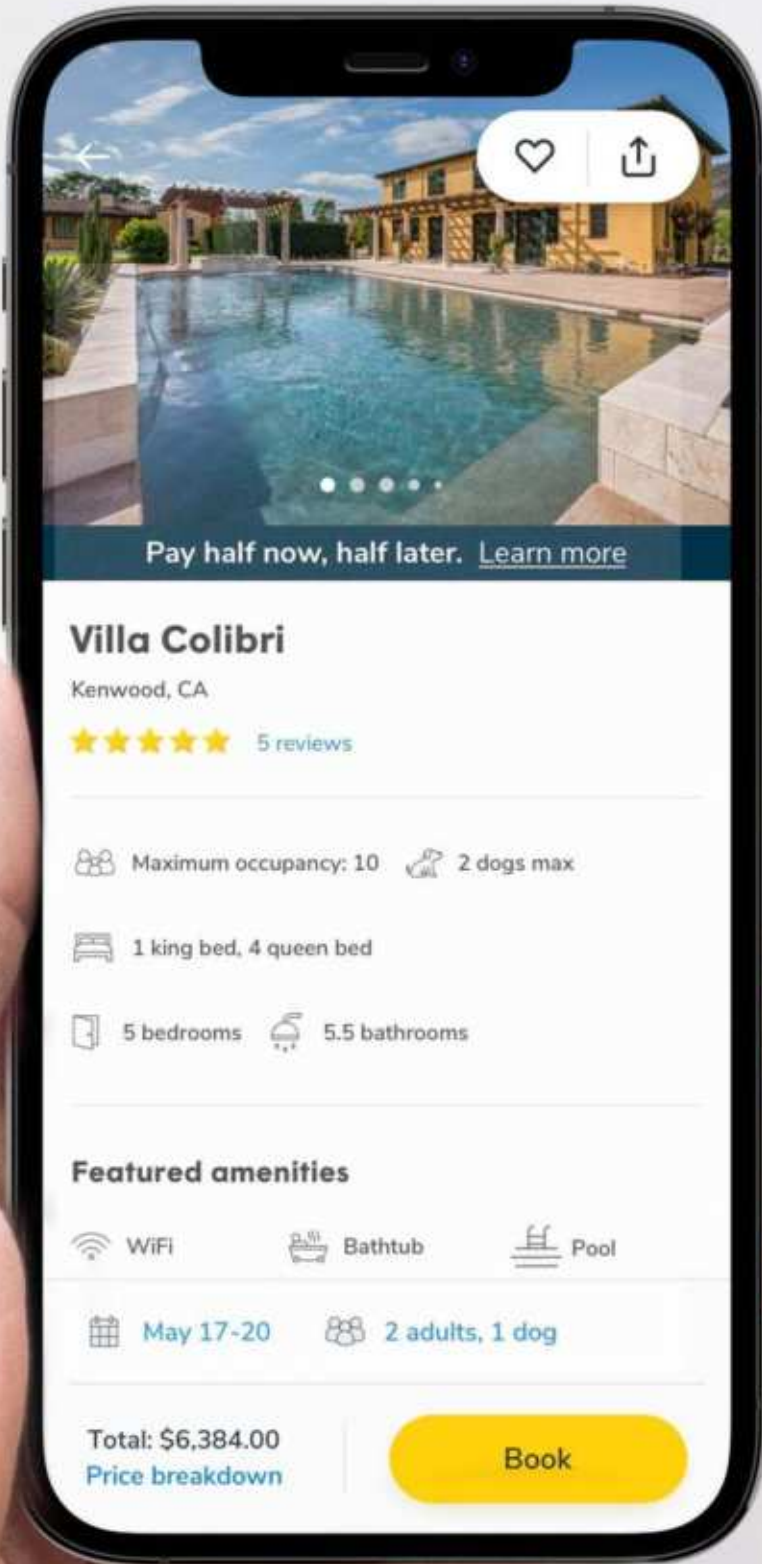 Pay half now, half later. Learn more
Villa Colibri
Kenwood, CA
5 reviews
Maximum occupancy: 10 2 dogs max
1 king bed, 4 queen bed
5 bedrooms 5.5 bathrooms
Featured amenities
WiFi Bathtub Pool
May 17-20 2 adults, 1 dog
Total: $6,384.00
Price breakdown
Book